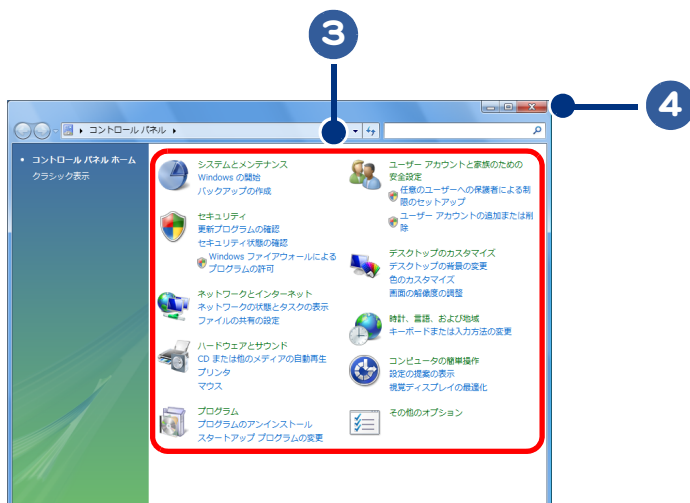 3
4
コントロール パネル
コントロール パネル ホーム
クラシック表示
システムとメンテナンス
Windows の開始
バックアップの作成
セキュリティ
更新プログラムの確認
セキュリティ状態の確認
Windows ファイアウォールによる
プログラムの許可
ネットワークとインターネット
ネットワークの状態とタスクの表示
ファイルの共有の設定
ハードウェアとサウンド
CD または他のメディアの自動再生
プリンタ
マウス
プログラム
プログラムのアンインストール
スタートアップ プログラムの変更
ユーザー アカウントと家族のための
安全設定
任意のユーザーへの保護者による制
限のセットアップ
ユーザー アカウントの追加または削
除
デスクトップのカスタマイズ
デスクトップの背景の変更
色のカスタマイズ
画面の解像度の調整
時計、言語、および地域
キーボードまたは入力方法の変更
コンピュータの簡単操作
設定の提案の表示
視覚ディスプレイの最適化
その他のオプション